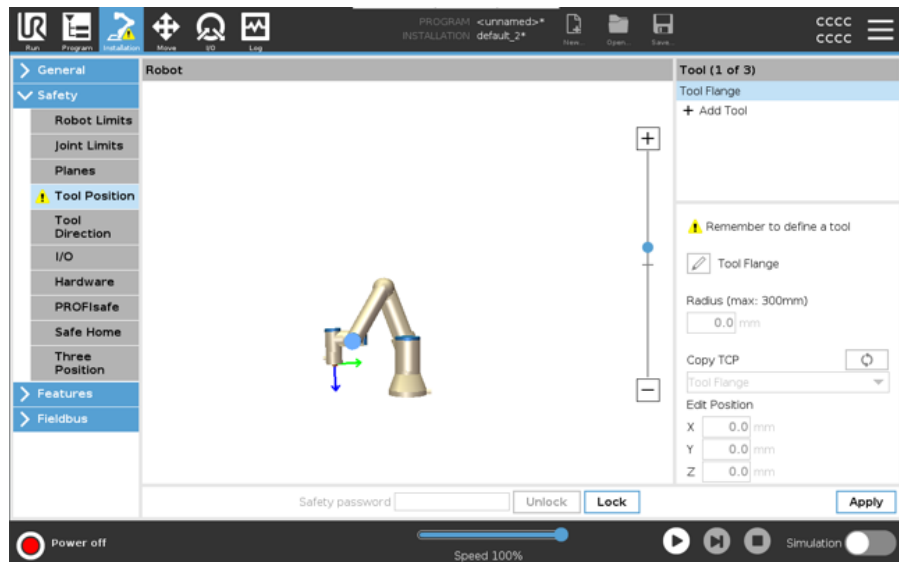 PROGRAM <unnamed>*
INSTALLATION default_2*
CCCC
CCCC
UR
Run
Program
Installation
Move
I/O
Log
New...
Open...
Save...
General
Safety
Robot Limits
Joint Limits
Planes
Tool Position
Tool
Direction
I/O
Hardware
PROFIsafe
Safe Home
Three
Position
Features
Fieldbus
Robot
Tool (1 of 3)
Tool Flange
+ Add Tool
Remember to define a tool
Tool Flange
Radius (max: 300mm)
0.0 mm
Copy TCP
Tool Flange
Edit Position
X 0.0 mm
Y 0.0 mm
Z 0.0 mm
Safety password
Unlock
Lock
Apply
Power off
Speed 100%
Simulation